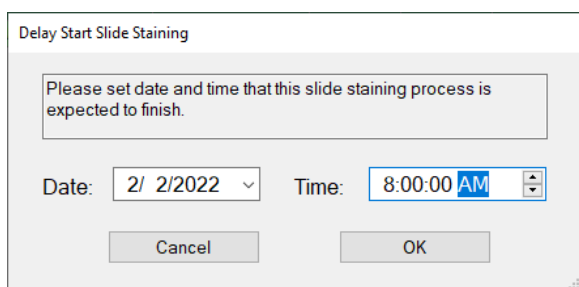 Delay Start Slide Staining
Please set date and time that this slide staining process is
expected to finish.
Date: 2/ 2/2022 Time: 8:00:00 AM
Cancel OK